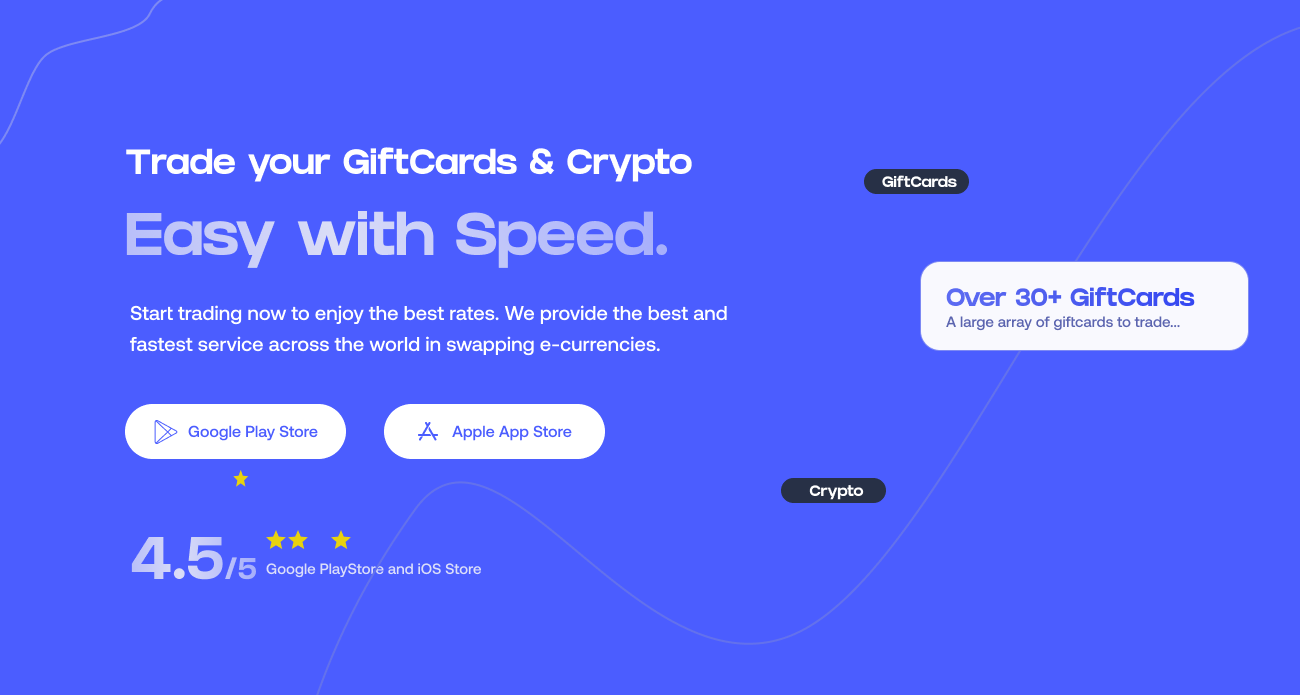 Trade your GiftCards & Crypto
Easy with Speed.
Start trading now to enjoy the best rates. We provide the best and
fastest service across the world in swapping e-currencies.
Google Play Store
Apple App Store
4.5/5
Google PlayStore and iOS Store
GiftCards
Over 30+ GiftCards
A large array of giftcards to trade...
Crypto